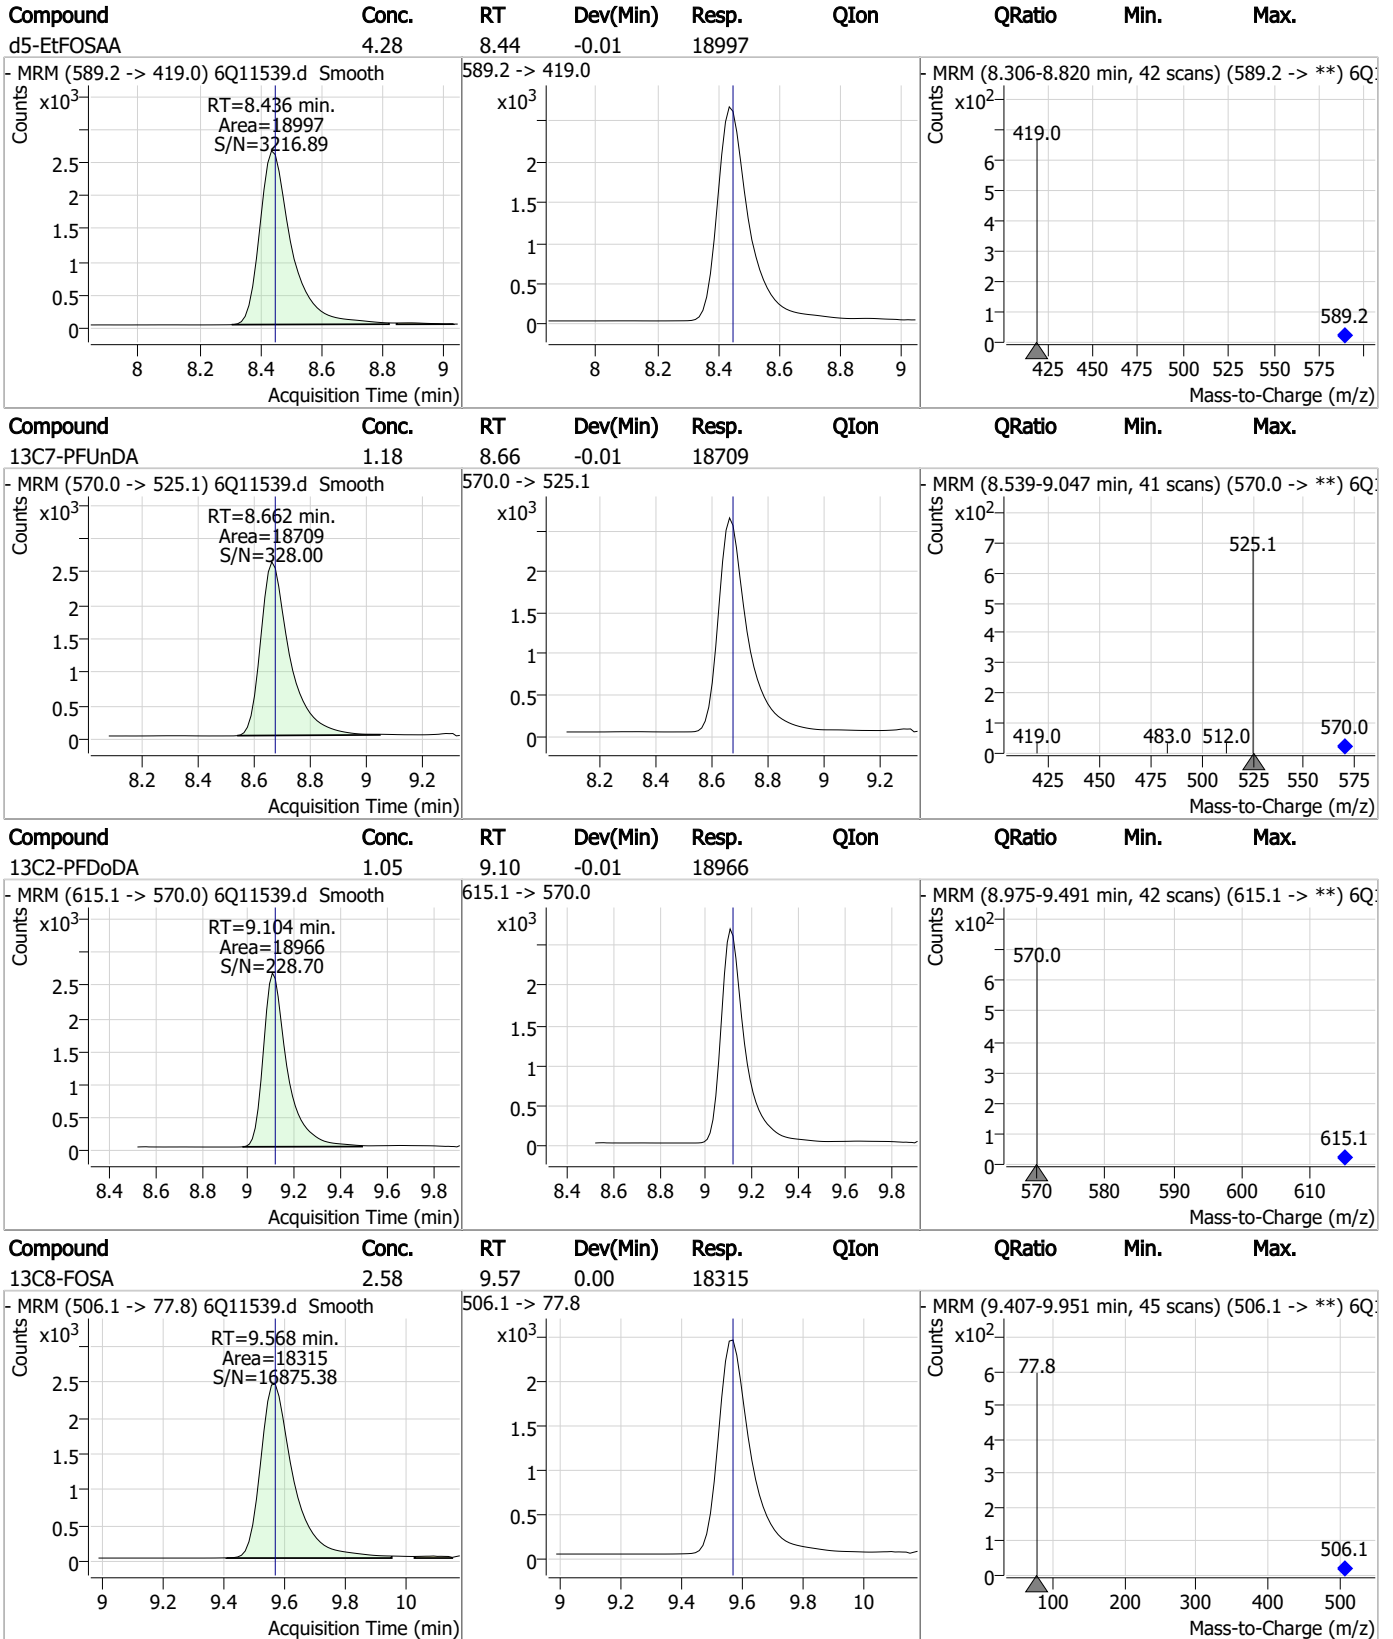 Compound Conc. RT Dev(Min) Resp. QIon QRatio Min. Max.
d5-EtFOSAA 4.28 8.44 -0.01 18997
- MRM (589.2 -> 419.0) 6Q11539.d Smooth
Counts
x10³
RT=8.436 min.
Area=18997
S/N=3216.89
2.5
2
1.5
1
0.5
0
8 8.2 8.4 8.6 8.8 9
Acquisition Time (min)
589.2 -> 419.0
x10³
2
1.5
1
0.5
0
8 8.2 8.4 8.6 8.8 9
- MRM (8.306-8.820 min, 42 scans) (589.2 -> **) 6Q
Counts
x10²
419.0
6
5
4
3
2
1
0
589.2
425 450 475 500 525 550 575
Mass-to-Charge (m/z)
Compound Conc. RT Dev(Min) Resp. QIon QRatio Min. Max.
13C7-PFUnDA 1.18 8.66 -0.01 18709
- MRM (570.0 -> 525.1) 6Q11539.d Smooth
Counts
x10³
RT=8.662 min.
Area=18709
S/N=328.00
2.5
2
1.5
1
0.5
0
8.2 8.4 8.6 8.8 9 9.2
Acquisition Time (min)
570.0 -> 525.1
x10³
2
1.5
1
0.5
0
8.2 8.4 8.6 8.8 9 9.2
- MRM (8.539-9.047 min, 41 scans) (570.0 -> **) 6Q
Counts
x10²
7
525.1
6
5
4
3
2
1
0
419.0 483.0 512.0 570.0
425 450 475 500 525 550 575
Mass-to-Charge (m/z)
Compound Conc. RT Dev(Min) Resp. QIon QRatio Min. Max.
13C2-PFDoDA 1.05 9.10 -0.01 18966
- MRM (615.1 -> 570.0) 6Q11539.d Smooth
Counts
x10³
RT=9.104 min.
Area=18966
S/N=228.70
2.5
2
1.5
1
0.5
0
8.4 8.6 8.8 9 9.2 9.4 9.6 9.8
Acquisition Time (min)
615.1 -> 570.0
x10³
2
1.5
1
0.5
0
8.4 8.6 8.8 9 9.2 9.4 9.6 9.8
- MRM (8.975-9.491 min, 42 scans) (615.1 -> **) 6Q
Counts
x10²
570.0
6
5
4
3
2
1
0
615.1
570 580 590 600 610
Mass-to-Charge (m/z)
Compound Conc. RT Dev(Min) Resp. QIon QRatio Min. Max.
13C8-FOSA 2.58 9.57 0.00 18315
- MRM (506.1 -> 77.8) 6Q11539.d Smooth
Counts
x10³
RT=9.568 min.
Area=18315
S/N=16875.38
2.5
2
1.5
1
0.5
0
9 9.2 9.4 9.6 9.8 10
Acquisition Time (min)
506.1 -> 77.8
x10³
2
1.5
1
0.5
0
9 9.2 9.4 9.6 9.8 10
- MRM (9.407-9.951 min, 45 scans) (506.1 -> **) 6Q
Counts
x10²
77.8
6
5
4
3
2
1
0
506.1
100 200 300 400 500
Mass-to-Charge (m/z)